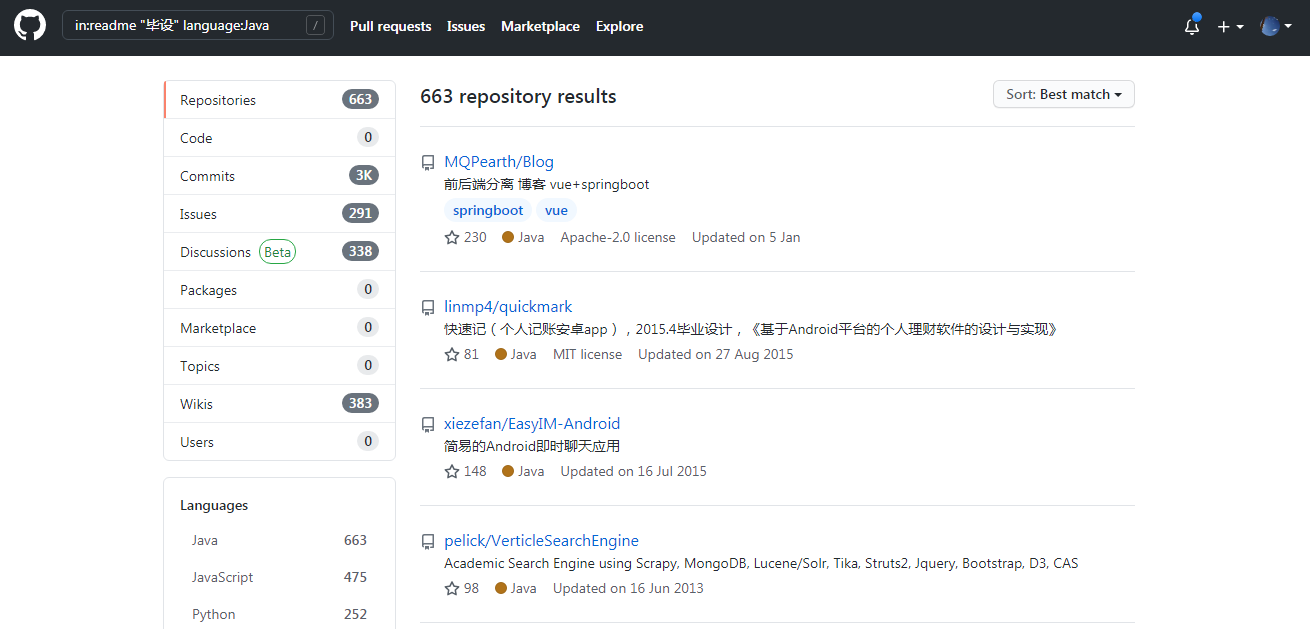 in:readme "毕设" language:Java /
Pull requests Issues Marketplace Explore
Repositories 663
Code 0
Commits 3K
Issues 291
Discussions Beta 338
Packages 0
Marketplace 0
Topics 0
Wikis 383
Users 0
Languages
Java 663
JavaScript 475
Python 252
663 repository results
Sort: Best match
MQPearth/Blog
前后端分离 博客 vue+springboot
springboot vue
230 Java Apache-2.0 license Updated on 5 Jan
linmp4/quickmark
快速记（个人记账安卓app），2015.4毕业设计，《基于Android平台的个人理财软件的设计与实现》
81 Java MIT license Updated on 27 Aug 2015
xiezefan/EasyIM-Android
简易的Android即时聊天应用
148 Java Updated on 16 Jul 2015
pelick/VerticleSearchEngine
Academic Search Engine using Scrapy, MongoDB, Lucene/Solr, Tika, Struts2, Jquery, Bootstrap, D3, CAS
98 Java Updated on 16 Jun 2013